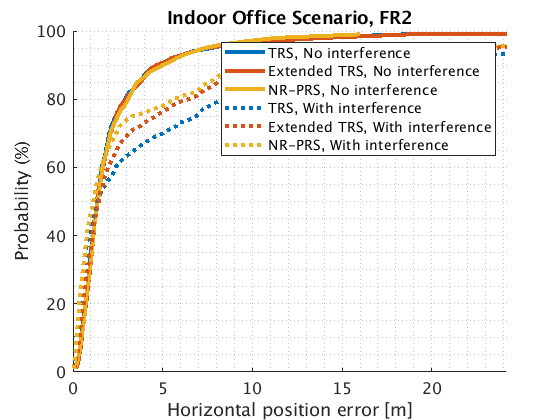 Indoor Office Scenario, FR2
100
80
60
40
20
0
Probability (%)
TRS, No interference
Extended TRS, No interference
NR-PRS, No interference
TRS, With interference
Extended TRS, With interference
NR-PRS, With interference
0 5 10 15 20
Horizontal position error [m]